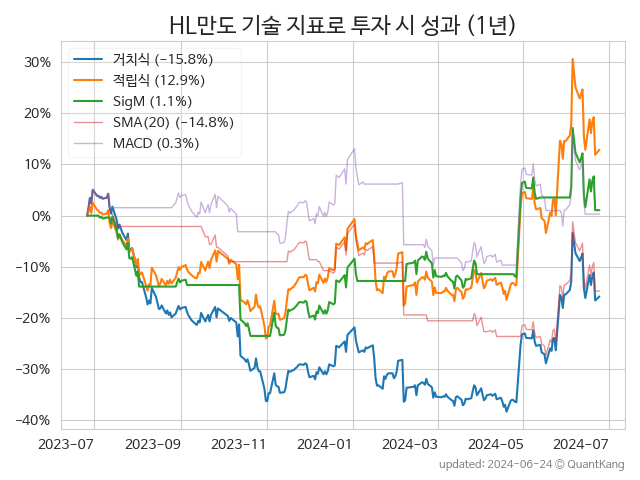 HL만도 기술 지표로 투자 시 성과 (1년)
30%
20%
10%
0%
−10%
−20%
−30%
−40%
거치식 (−15.8%)
적립식 (12.9%)
SigM (1.1%)
SMA(20) (−14.8%)
MACD (0.3%)
2023-07 2023-09 2023-11 2024-01 2024-03 2024-05 2024-07
updated: 2024-06-24 © QuantKang